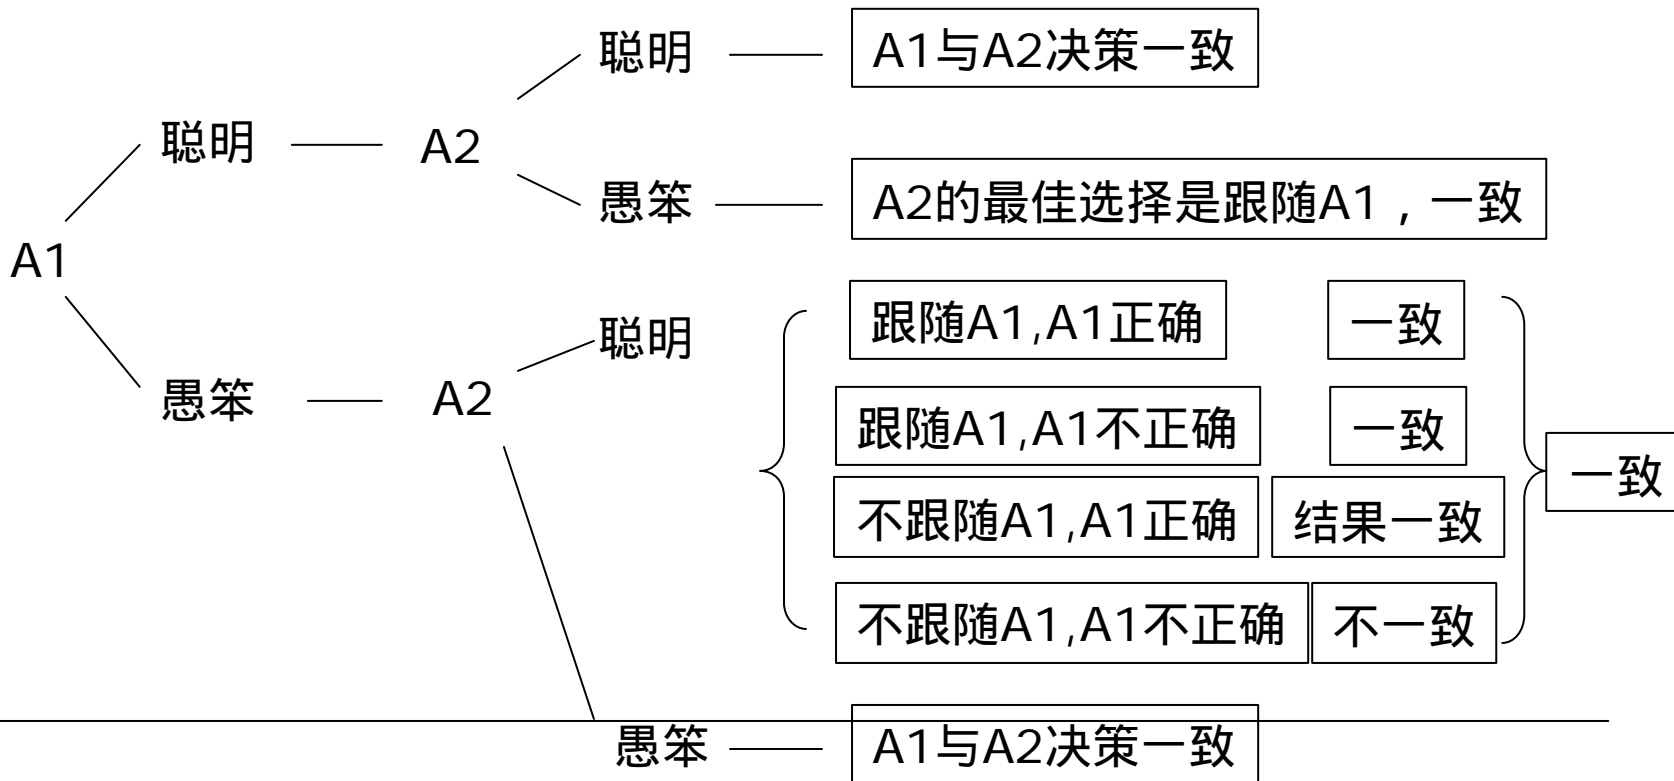 聪明
A1与A2决策一致
聪明
A2
愚笨
A2的最佳选择是跟随A1,一致
A1
聪明
跟随A1,A1正确
一致
愚笨
A2
跟随A1,A1不正确
一致
一致
不跟随A1,A1正确
结果一致
不跟随A1,A1不正确
不一致
愚笨
A1与A2决策一致